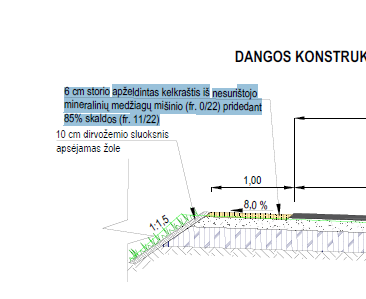 DANGOS KONSTRUK
6 cm storio apželdintas kelkraštis iš nesurištojo
mineralinių medžiagų mišinio (fr. 0/22) pridedant
85% skaldos (fr. 11/22)
10 cm dirvožemio sluoksnis
apsėjamas žole
1,00
8,0 %
1:1,5